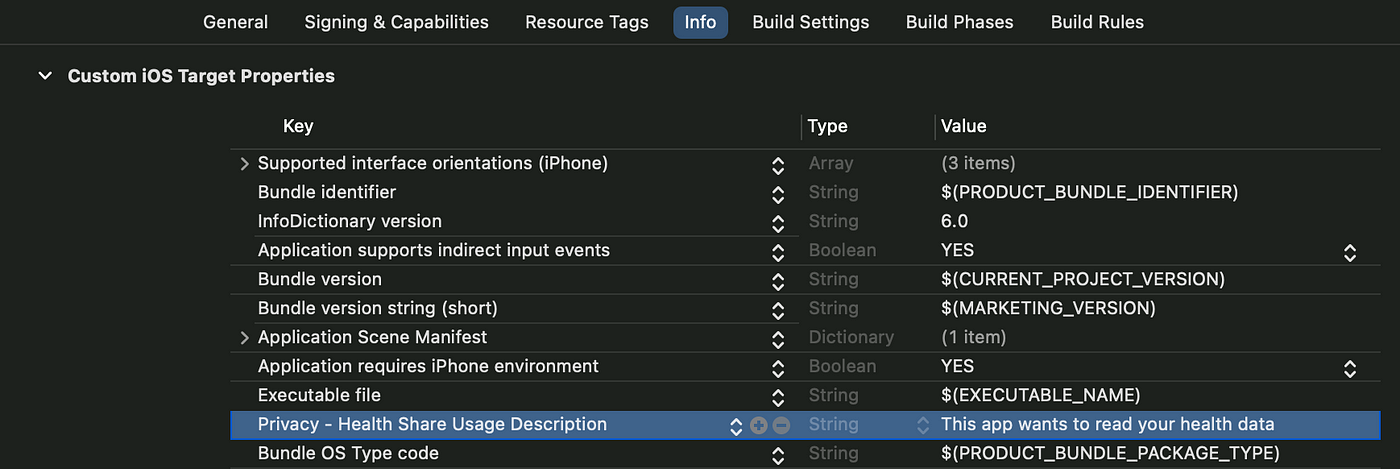 General Signing & Capabilities Resource Tags Info Build Settings Build Phases Build Rules
Custom iOS Target Properties
Key Type Value
Supported interface orientations (iPhone) Array (3 items)
Bundle identifier String $(PRODUCT_BUNDLE_IDENTIFIER)
InfoDictionary version String 6.0
Application supports indirect input events Boolean YES
Bundle version String $(CURRENT_PROJECT_VERSION)
Bundle version string (short) String $(MARKETING_VERSION)
Application Scene Manifest Dictionary (1 item)
Application requires iPhone environment Boolean YES
Executable file String $(EXECUTABLE_NAME)
Privacy - Health Share Usage Description String This app wants to read your health data
Bundle OS Type code String $(PRODUCT_BUNDLE_PACKAGE_TYPE)